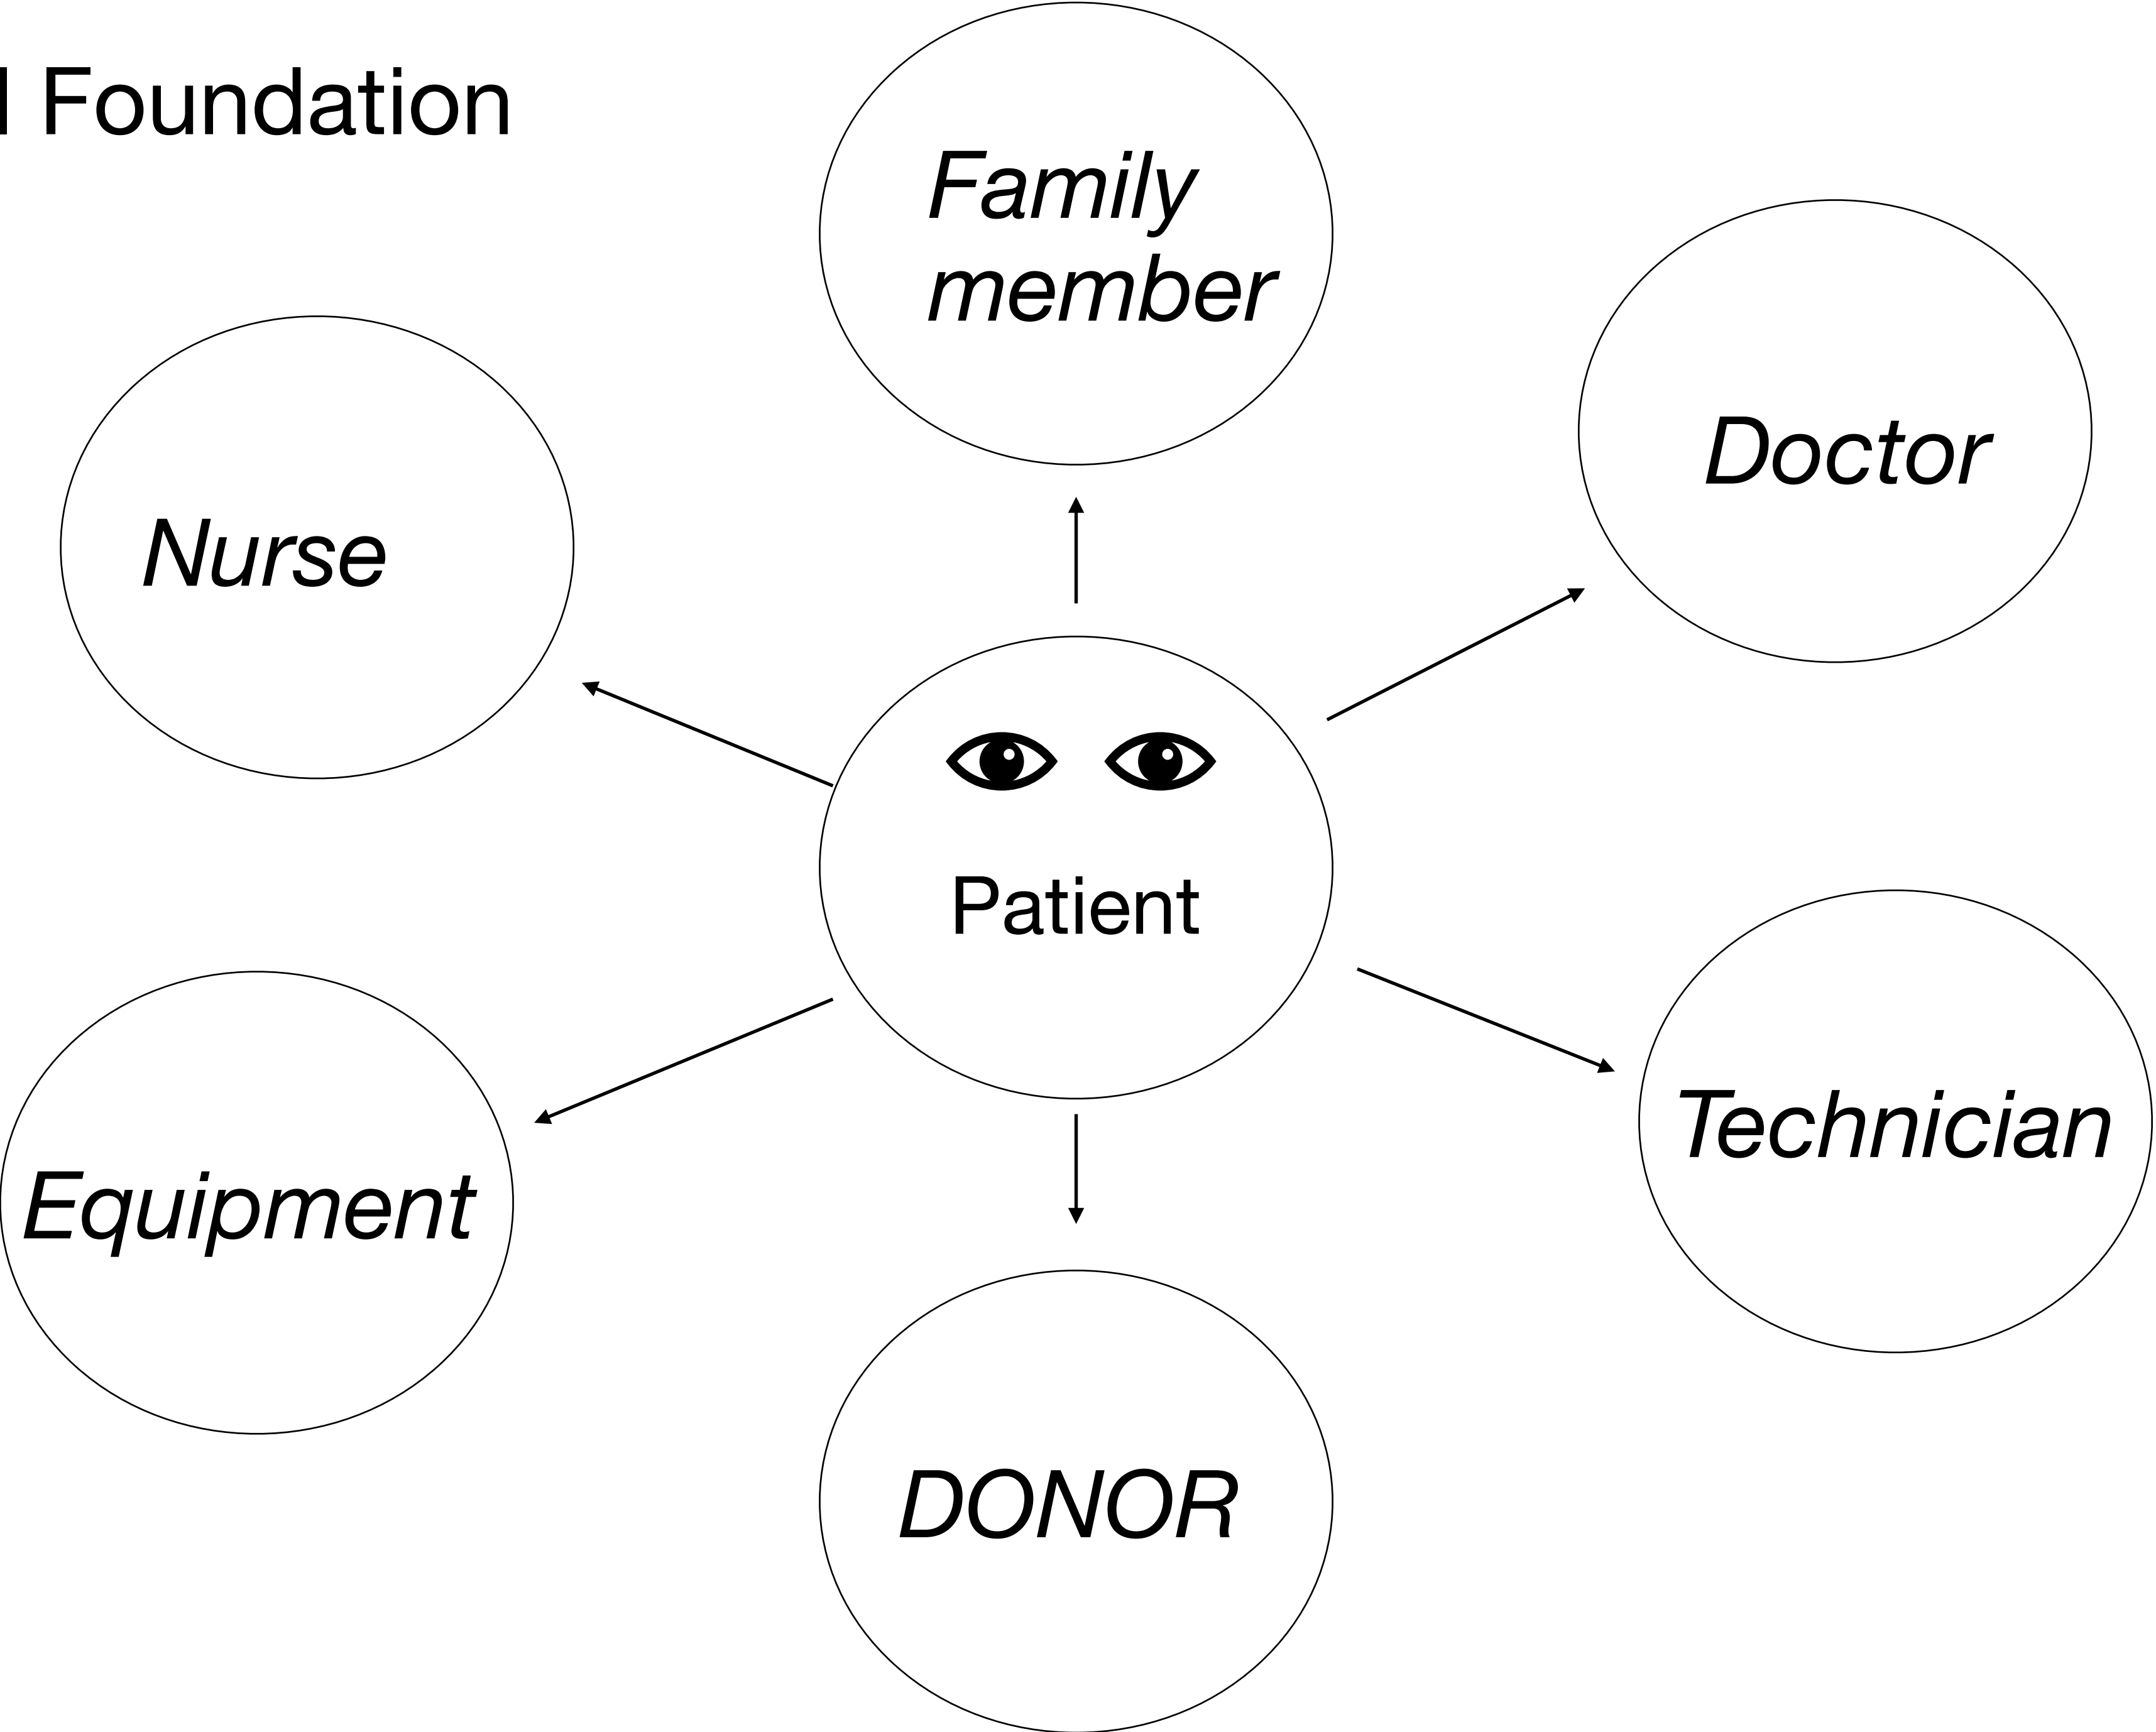 Foundation
Family
member
Doctor
Nurse
Patient
Technician
Equipment
DONOR